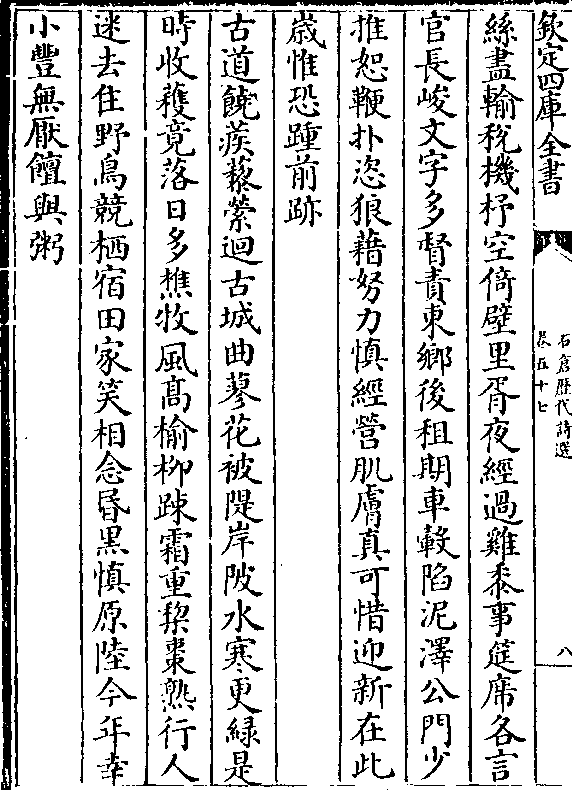 欽定四庫全書
石倉歷代詩選
卷五十七
八
絲盡輸稅機杼空倚壁里胥夜經過雞黍事筵席各言
官長峻文字多督責東鄉後租期車轂陷泥澤公門少
推恕鞭扑恣狼藉努力慎經營肌膚真可惜迎新在此
歲惟恐踵前跡
古道饒蒺藜縈迴古城曲蓼花被隄岸陂水寒更緑是
時收穫竟落日多樵牧風髙榆柳踈霜重棃棗熟行人
迷去住野鳥競栖宿田家笑相念昏黒慎原陸今年幸
小豐無厭饘與粥